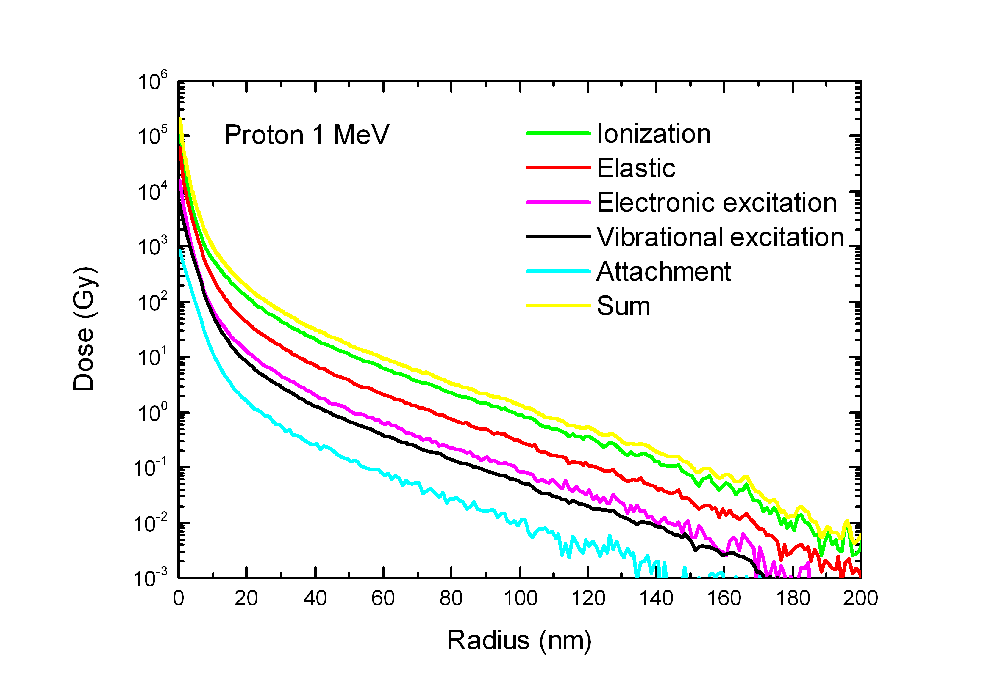 10^6
10^5
10^4
10^3
10^2
10^1
10^0
10^-1
10^-2
10^-3
Dose (Gy)
Proton 1 MeV
Ionization
Elastic
Electronic excitation
Vibrational excitation
Attachment
Sum
0 20 40 60 80 100 120 140 160 180 200
Radius (nm)